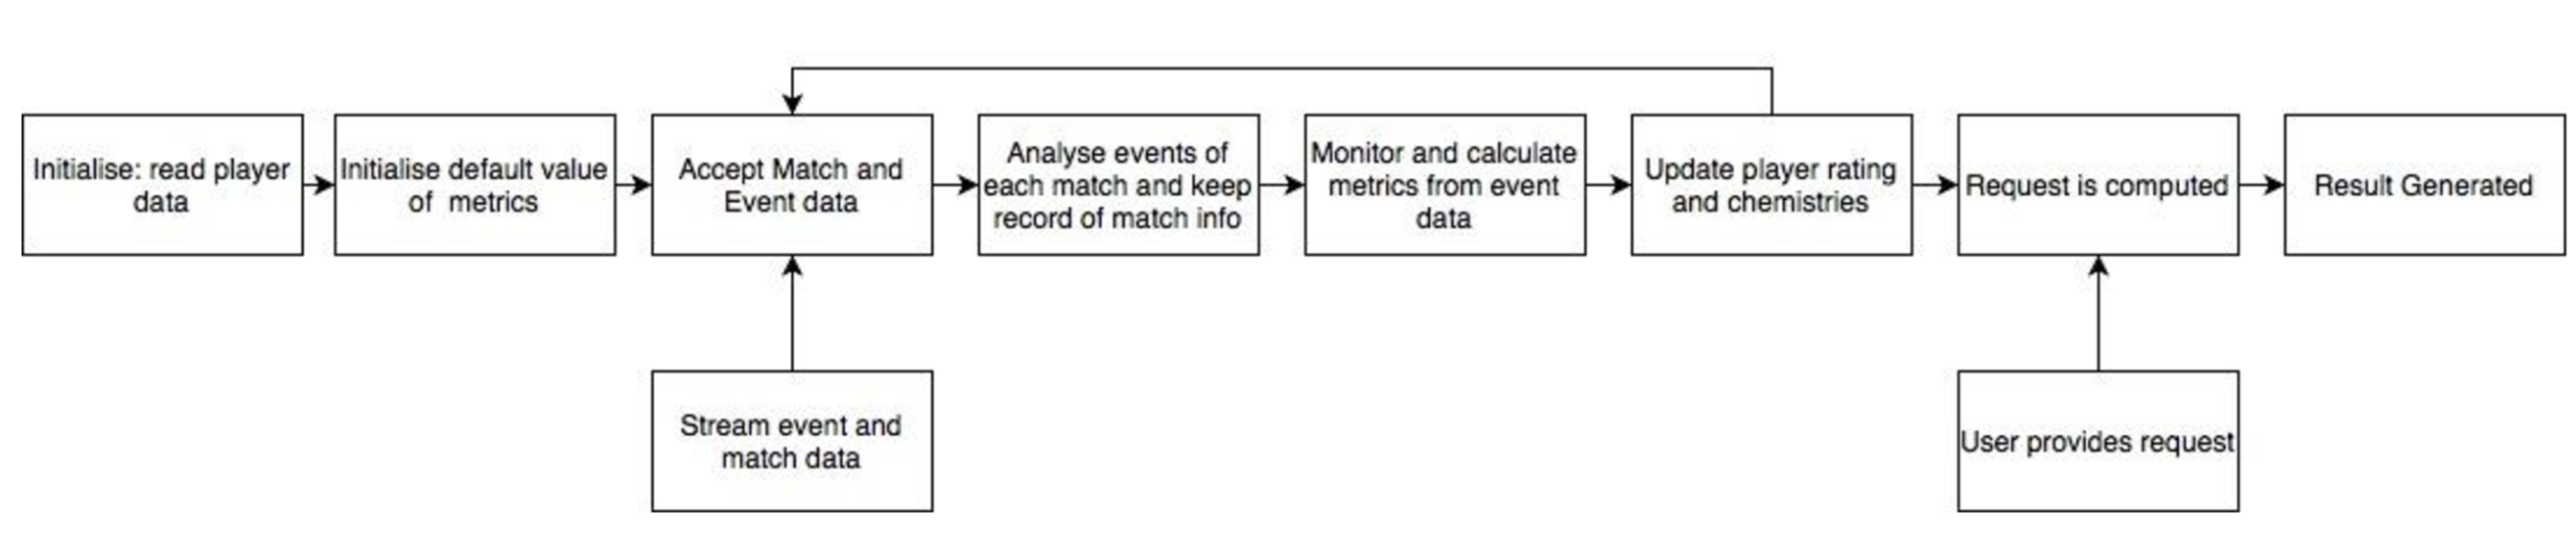 Initialise: read player
data
Initialise default value
of metrics
Accept Match and
Event data
Analyse events of
each match and keep
record of match info
Monitor and calculate
metrics from event
data
Update player rating
and chemistries
Request is computed
Result Generated
Stream event and
match data
User provides request